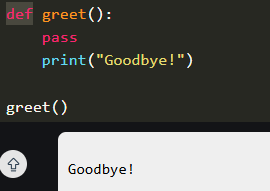 def greet():
    pass
    print("Goodbye!")
greet()
Goodbye!